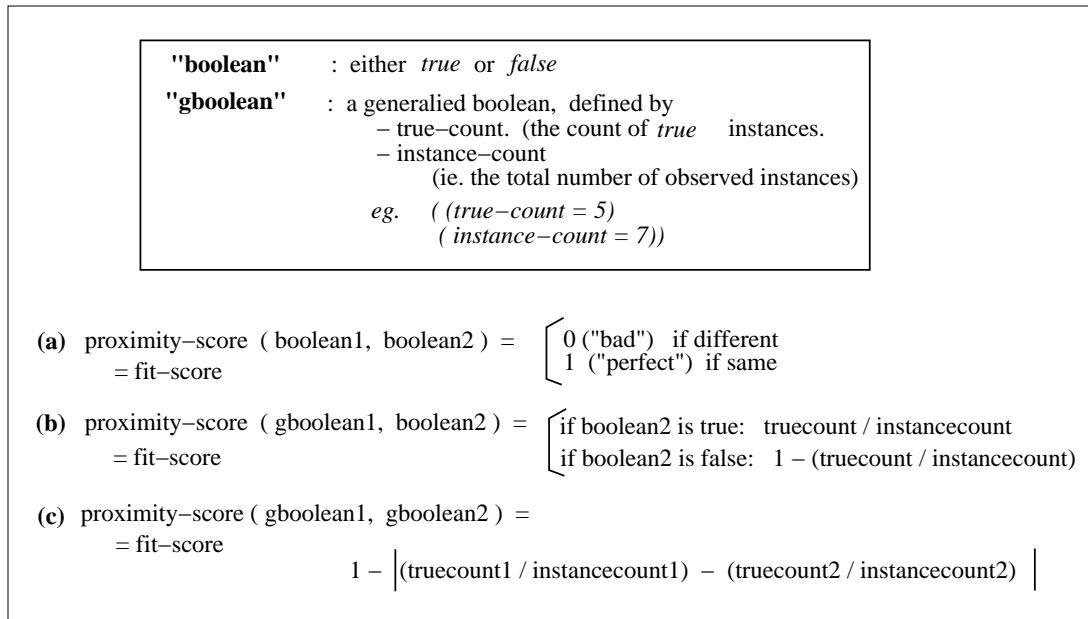 "boolean" : either true or false
"gboolean" : a generalied boolean, defined by
– true–count. (the count of true instances.
– instance–count
(ie. the total number of observed instances)
eg. ( (true–count = 5)
( instance–count = 7))
(a) proximity–score ( boolean1, boolean2 ) = 0 ("bad") if different
= fit–score 1 ("perfect") if same
(b) proximity–score ( gboolean1, boolean2 ) = if boolean2 is true: truecount / instancecount
= fit–score if boolean2 is false: 1 – (truecount / instancecount)
(c) proximity–score ( gboolean1, gboolean2 ) =
= fit–score
1 – |(truecount1 / instancecount1) – (truecount2 / instancecount2) |